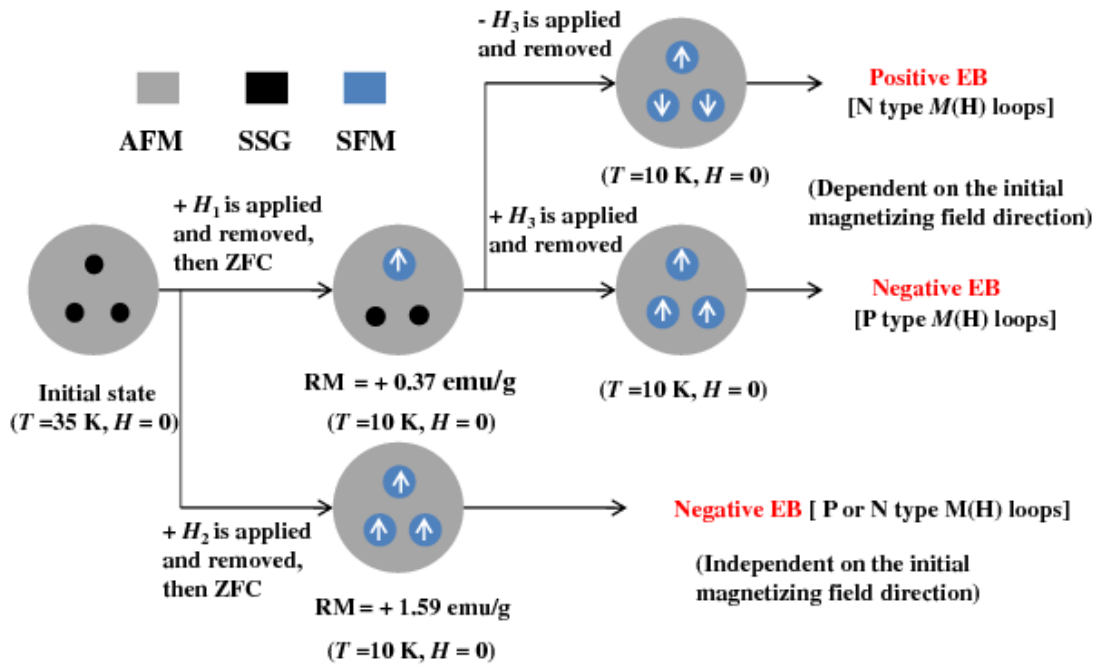 - H3 is applied
and removed
Positive EB
[N type M(H) loops]
AFM
SSG
SFM
(T =10 K, H = 0)
(Dependent on the initial
magnetizing field direction)
+ H1 is applied
and removed,
then ZFC
+ H3 is applied
and removed
Negative EB
[P type M(H) loops]
Initial state
(T =35 K, H = 0)
RM = + 0.37 emu/g
(T =10 K, H = 0)
(T =10 K, H = 0)
+ H2 is applied
and removed,
then ZFC
Negative EB [ P or N type M(H) loops]
(Independent on the initial
magnetizing field direction)
RM = + 1.59 emu/g
(T =10 K, H = 0)